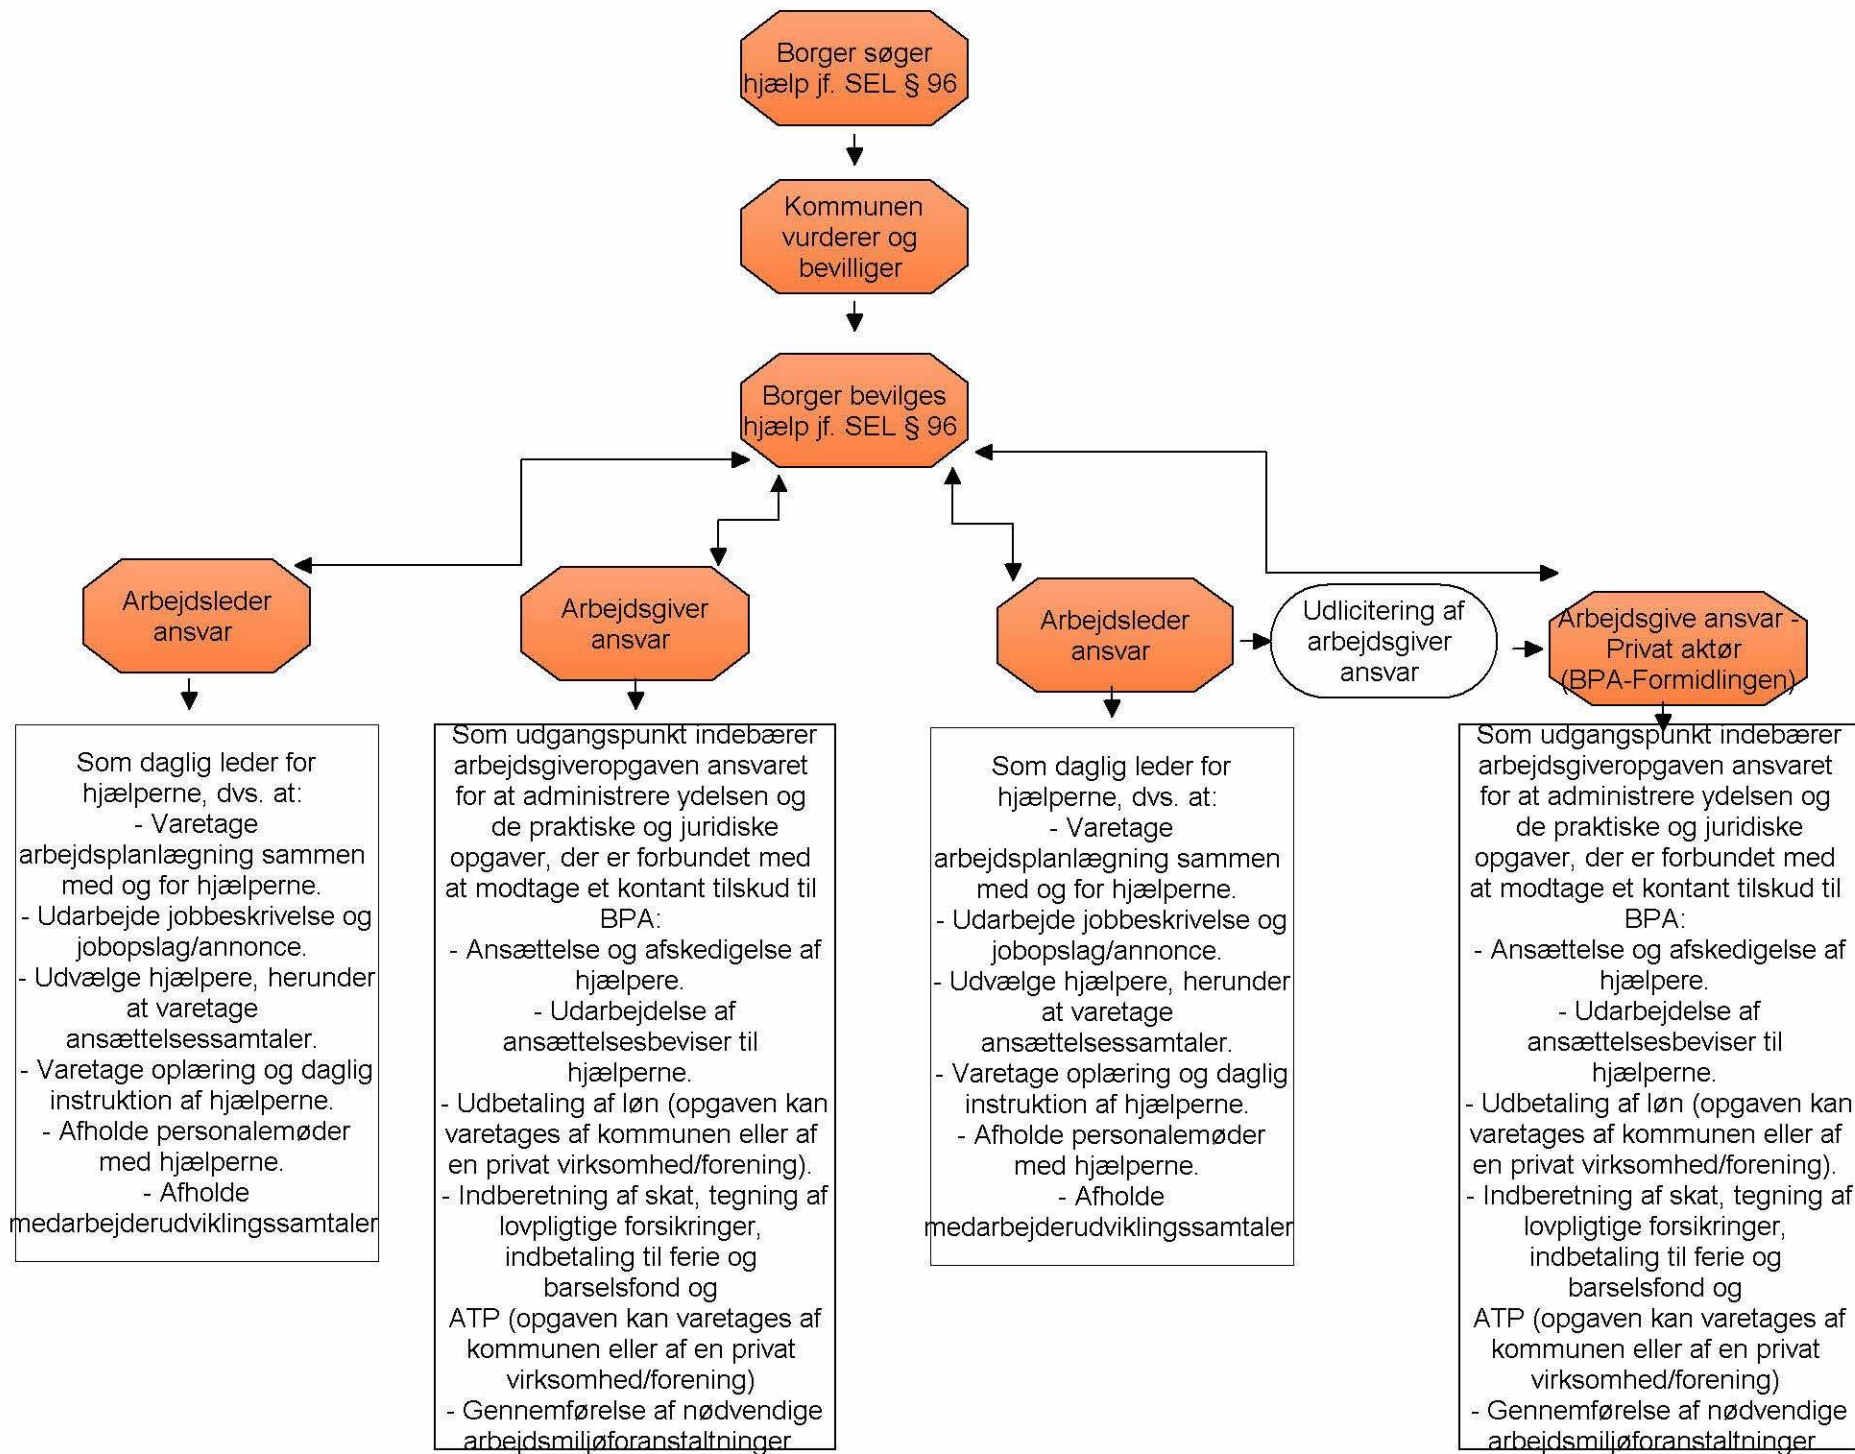 Borger søger
hjælp jf. SEL § 96
Kommunen
vurderer og
bevilliger
Borger bevilges
hjælp jf. SEL § 96
Arbejdsleder
ansvar
Arbejdsgiver
ansvar
Arbejdsleder
ansvar
Udlicitering af
arbejdsgiver
ansvar
Arbejdsgive ansvar -
Privat aktør
(BPA-Formidlingen)
Som daglig leder for
hjælperne, dvs. at:
- Varetage
arbejdsplanlægning sammen
med og for hjælperne.
- Udarbejde jobbeskrivelse og
jobopslag/annonce.
- Udvælge hjælpere, herunder
at varetage
ansættelsessamtaler.
- Varetage oplæring og daglig
instruktion af hjælperne.
- Afholde personalemøder
med hjælperne.
- Afholde
medarbejderudviklingssamtaler
Som udgangspunkt indebærer
arbejdsgiveropgaven ansvaret
for at administrere ydelsen og
de praktiske og juridiske
opgaver, der er forbundet med
at modtage et kontant tilskud til
BPA:
- Ansættelse og afskedigelse af
hjælpere.
- Udarbejdelse af
ansættelsesbeviser til
hjælperne.
- Udbetaling af løn (opgaven kan
varetages af kommunen eller af
en privat virksomhed/forening).
- Indberetning af skat, tegning af
lovpligtige forsikringer,
indbetaling til ferie og
barselsfond og
ATP (opgaven kan varetages af
kommunen eller af en privat
virksomhed/forening)
- Gennemførelse af nødvendige
arbejdsmiljøforanstaltninger
Som daglig leder for
hjælperne, dvs. at:
- Varetage
arbejdsplanlægning sammen
med og for hjælperne.
- Udarbejde jobbeskrivelse og
jobopslag/annonce.
- Udvælge hjælpere, herunder
at varetage
ansættelsessamtaler.
- Varetage oplæring og daglig
instruktion af hjælperne.
- Afholde personalemøder
med hjælperne.
- Afholde
medarbejderudviklingssamtaler
Som udgangspunkt indebærer
arbejdsgiveropgaven ansvaret
for at administrere ydelsen og
de praktiske og juridiske
opgaver, der er forbundet med
at modtage et kontant tilskud til
BPA:
- Ansættelse og afskedigelse af
hjælpere.
- Udarbejdelse af
ansættelsesbeviser til
hjælperne.
- Udbetaling af løn (opgaven kan
varetages af kommunen eller af
en privat virksomhed/forening).
- Indberetning af skat, tegning af
lovpligtige forsikringer,
indbetaling til ferie og
barselsfond og
ATP (opgaven kan varetages af
kommunen eller af en privat
virksomhed/forening)
- Gennemførelse af nødvendige
arbejdsmiljøforanstaltninger